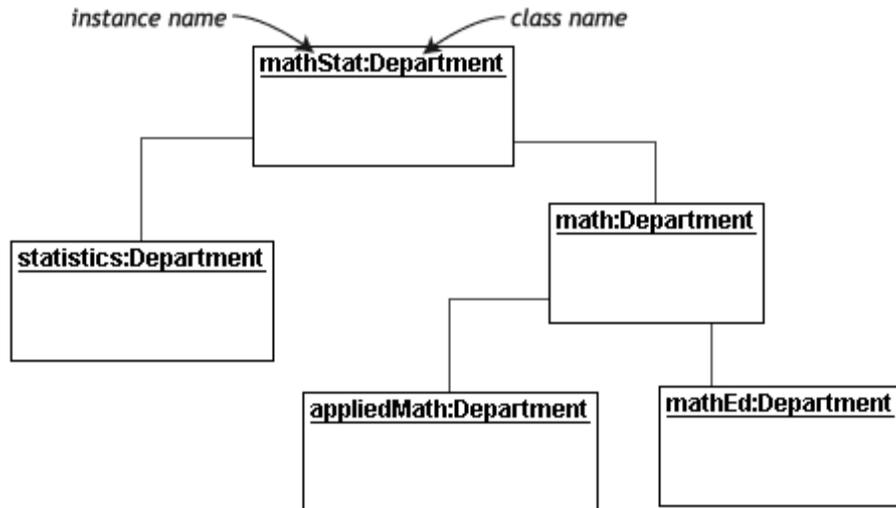 instance name
class name
mathStat:Department
math:Department
statistics:Department
appliedMath:Department
mathEd:Department